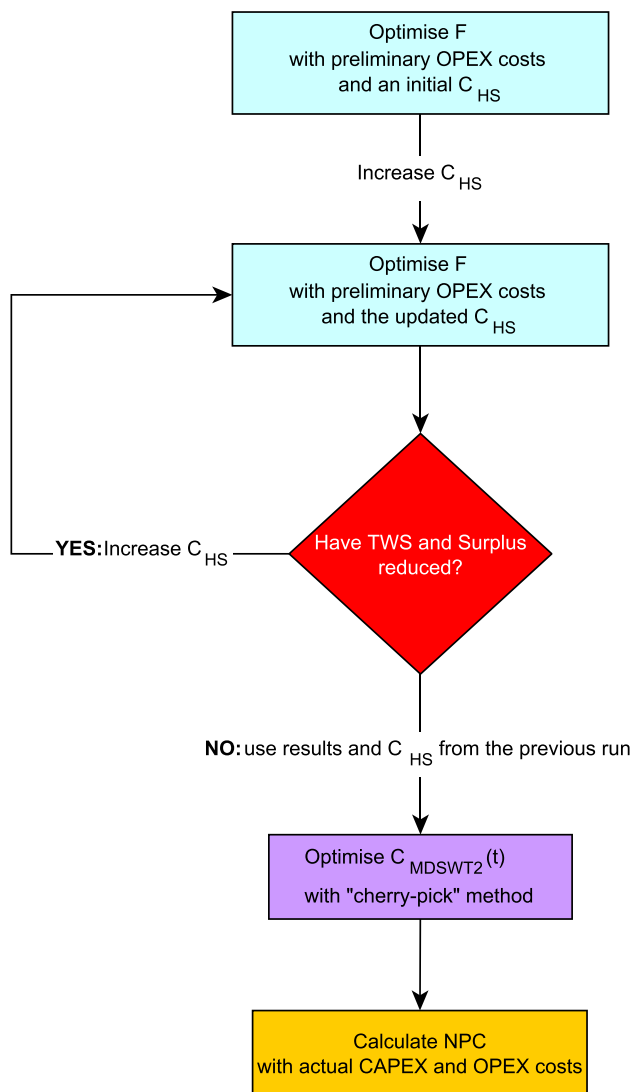 Optimise F
with preliminary OPEX costs
and an initial C HS
Increase C HS
Optimise F
with preliminary OPEX costs
and the updated C HS
Have TWS and Surplus
reduced?
YES: Increase C HS
NO: use results and C HS from the previous run
Optimise C MDSWT2 (t)
with "cherry-pick" method
Calculate NPC
with actual CAPEX and OPEX costs